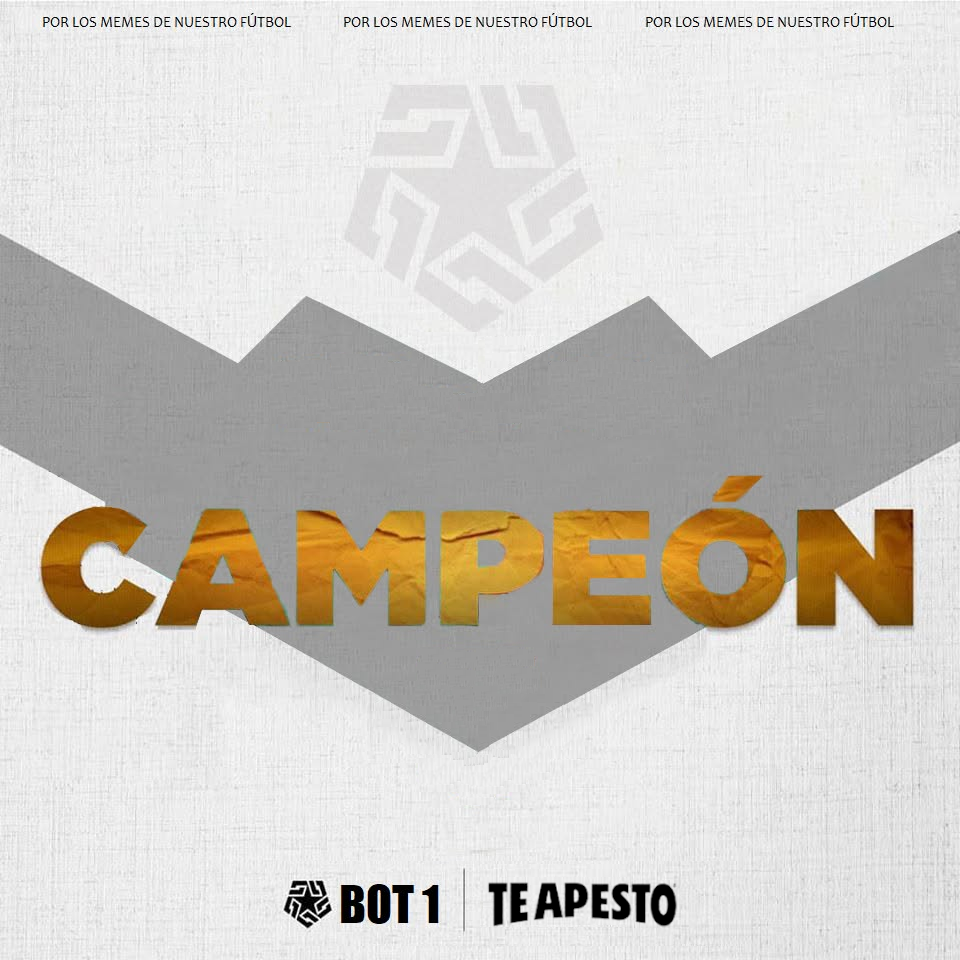 POR LOS MEMES DE NUESTRO FÚTBOL POR LOS MEMES DE NUESTRO FÚTBOL POR LOS MEMES DE NUESTRO FÚTBOL
CAMPEÓN
BOT 1 TE APESTO